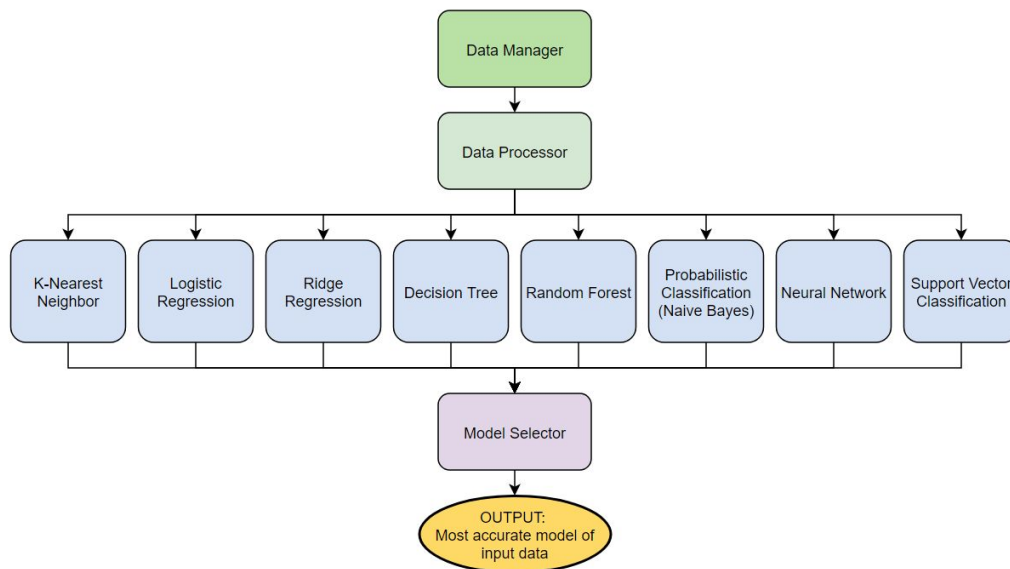 Data Manager
Data Processor
K-Nearest
Neighbor
Logistic
Regression
Ridge
Regression
Decision Tree
Random Forest
Probabilistic
Classification
(Naive Bayes)
Neural Network
Support Vector
Classification
Model Selector
OUTPUT:
Most accurate model of
input data